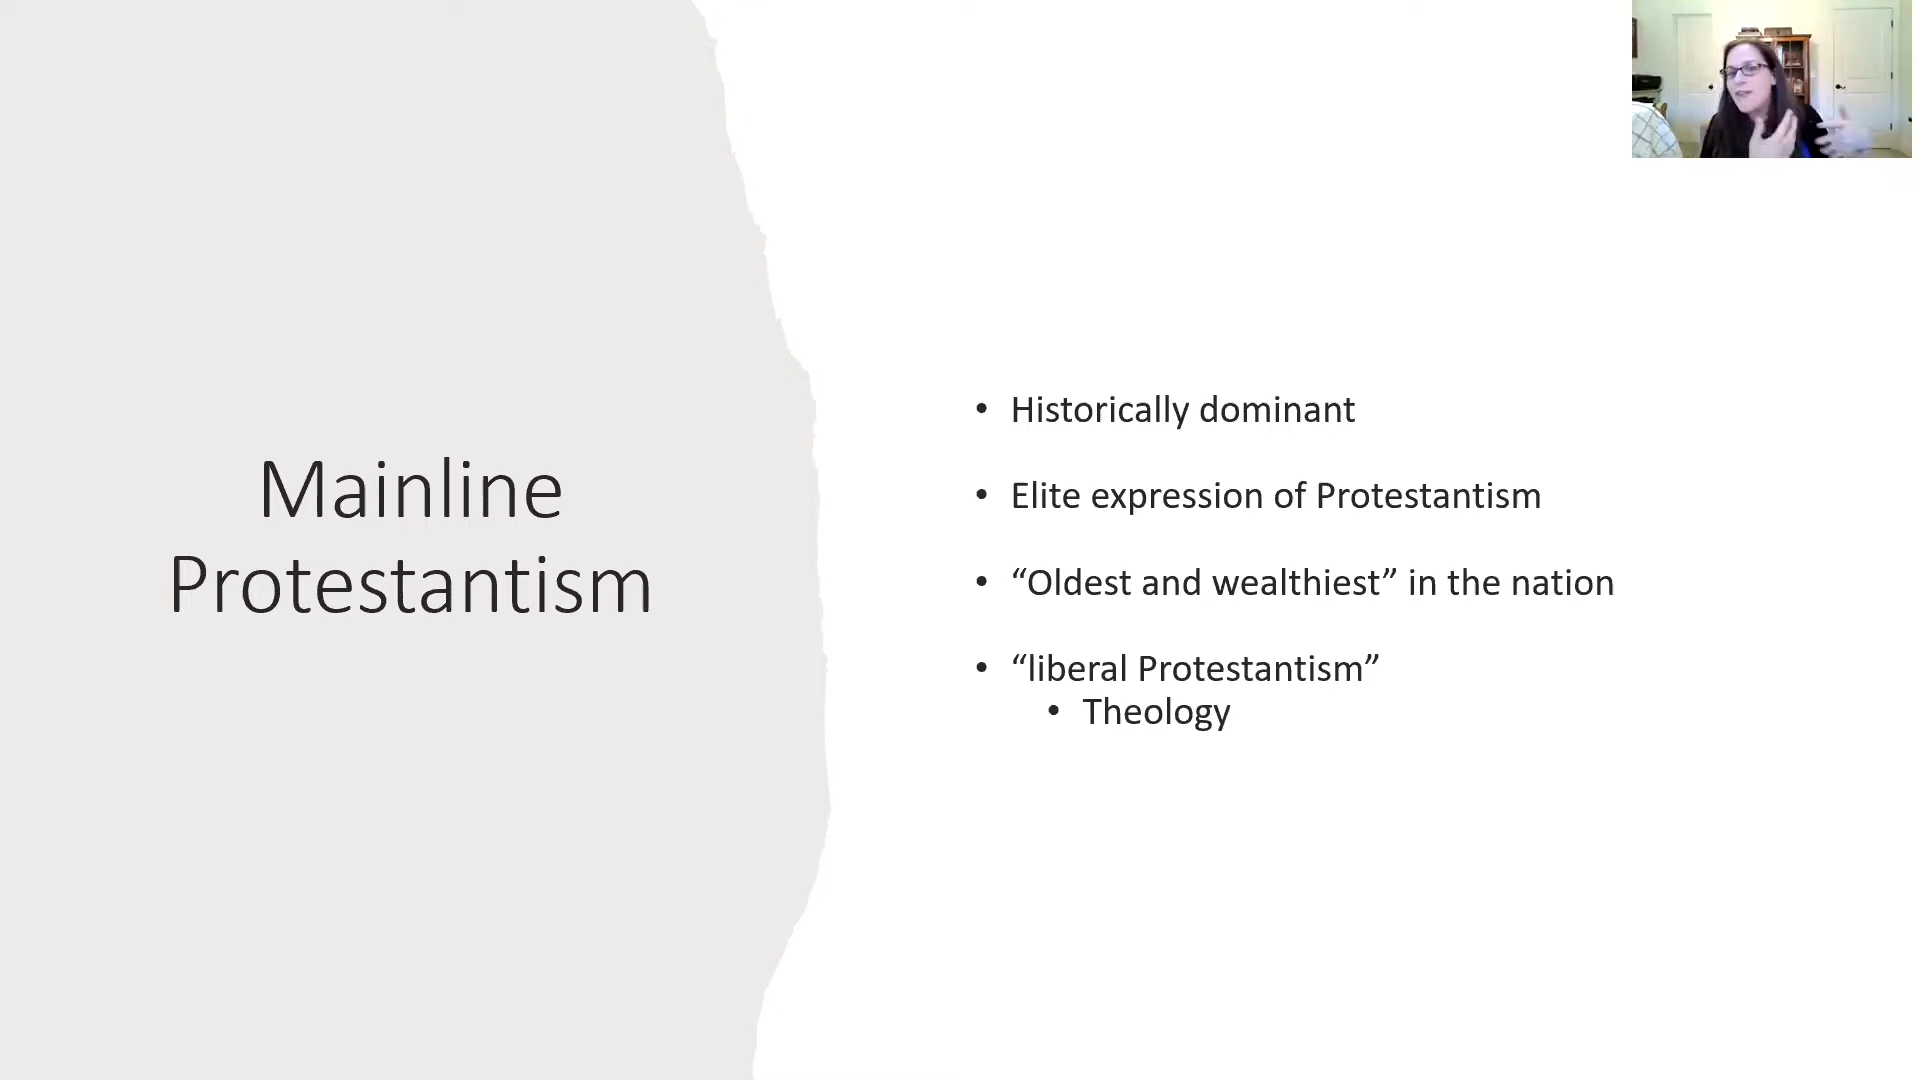 Mainline
Protestantism
• Historically dominant
• Elite expression of Protestantism
• “Oldest and wealthiest” in the nation
• “liberal Protestantism”
• Theology